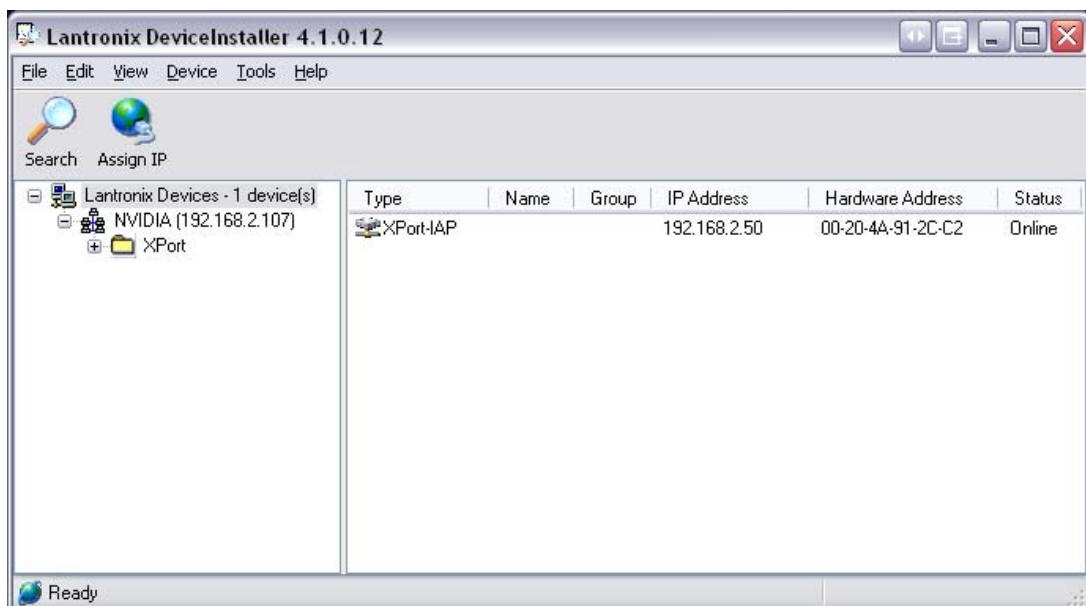 Lantronix DeviceInstaller 4.1.0.12
File Edit View Device Tools Help
Search Assign IP
Lantronix Devices - 1 device(s)
NVIDIA (192.168.2.107)
XPort
Type Name Group IP Address Hardware Address Status
XPort-IAP 192.168.2.50 00-20-4A-91-2C-C2 Online
Ready